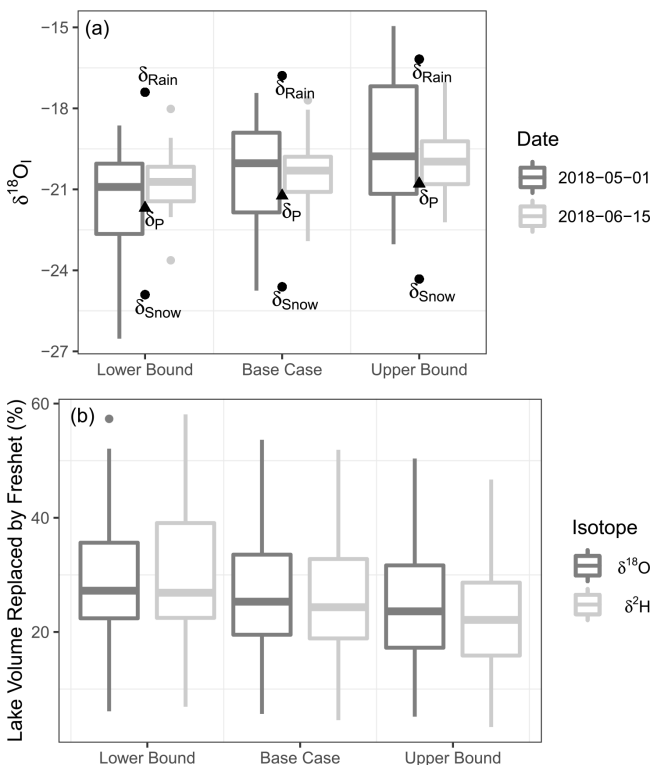 (a)
δ18OI
−15
−18
−21
−24
−27
δRain
δP
δSnow
δRain
δP
δSnow
δRain
δP
δSnow
Lower Bound
Base Case
Upper Bound
Date
2018-05-01
2018-06-15
(b)
Lake Volume Replaced by Freshet (%)
60
40
20
Lower Bound
Base Case
Upper Bound
Isotope
δ18O
δ2H